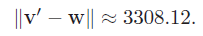 ‖v′ − w‖ ≈ 3308.12.